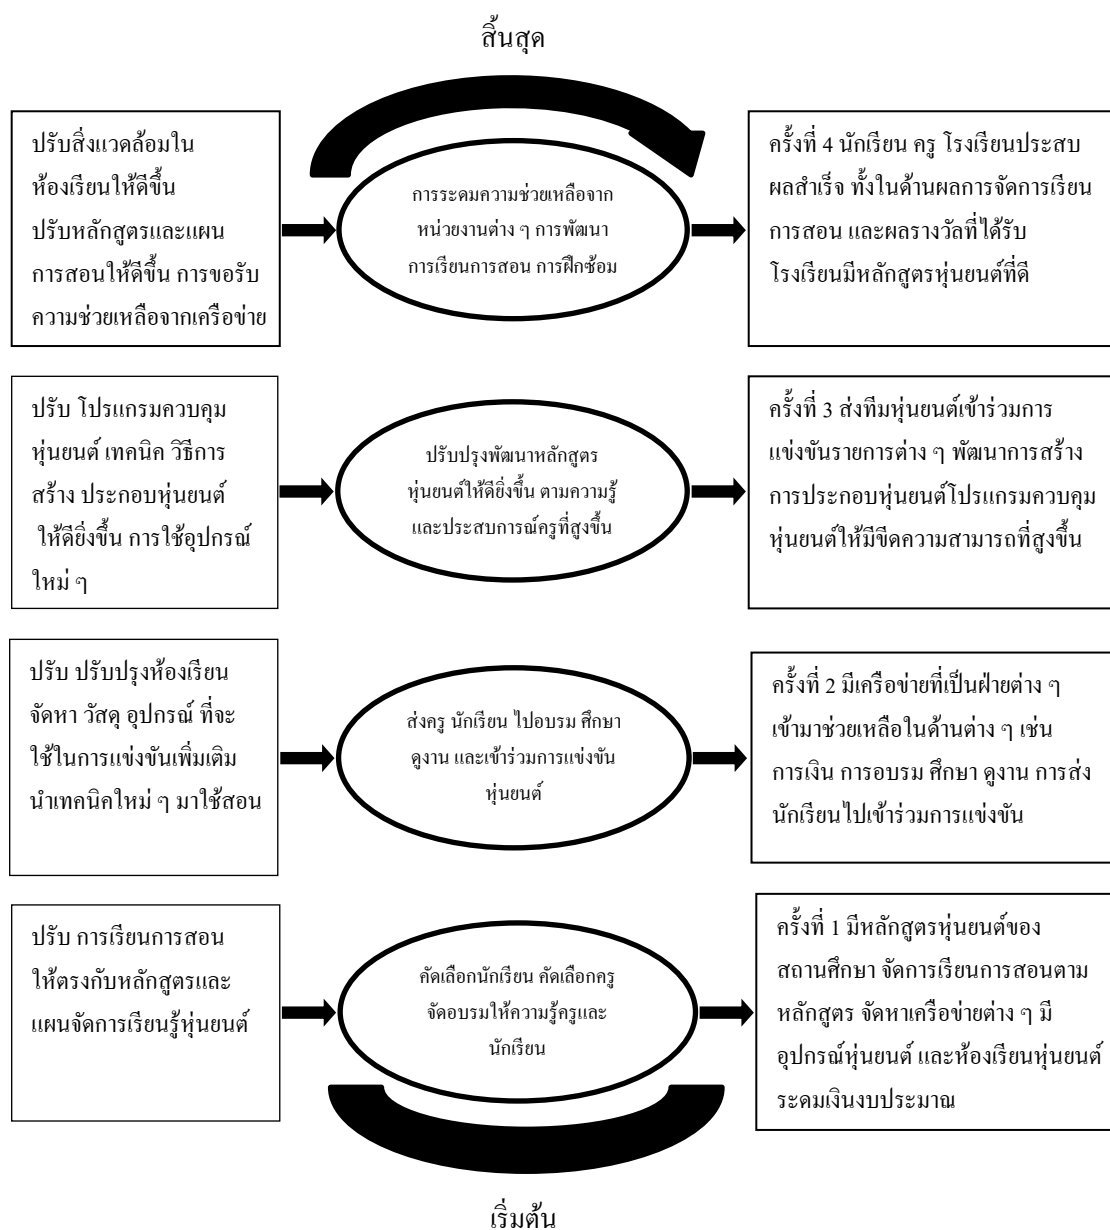 สิ้นสุด
ปรับสิ่งแวดล้อมใน
ห้องเรียนให้ดีขึ้น
ปรับหลักสูตรและแผน
การสอนให้ดีขึ้น การขอรับ
ความช่วยเหลือจากเครือข่าย
การระดมความช่วยเหลือจาก
หน่วยงานต่าง ๆ การพัฒนา
การเรียนการสอน การฝึกซ้อม
ครั้งที่ 4 นักเรียน ครู โรงเรียนประสบ
ผลสำเร็จ ทั้งในด้านผลการจัดการเรียน
การสอน และผลรางวัลที่ได้รับ
โรงเรียนมีหลักสูตรหุ่นยนต์ที่ดี
ปรับ โปรแกรมควบคุม
หุ่นยนต์ เทคนิค วิธีการ
สร้าง ประกอบหุ่นยนต์
ให้ดียิ่งขึ้น การใช้อุปกรณ์
ใหม่ ๆ
ปรับปรุงพัฒนาหลักสูตร
หุ่นยนต์ให้ดียิ่งขึ้น ตามความรู้
และประสบการณ์ครูที่สูงขึ้น
ครั้งที่ 3 ส่งทีมหุ่นยนต์เข้าร่วมการ
แข่งขันรายการต่าง ๆ พัฒนาการสร้าง
การประกอบหุ่นยนต์โปรแกรมควบคุม
หุ่นยนต์ให้มีขีดความสามารถที่สูงขึ้น
ปรับ ปรับปรุงห้องเรียน
จัดหา วัสดุ อุปกรณ์ ที่จะ
ใช้ในการแข่งขันเพิ่มเติม
นำเทคนิคใหม่ ๆ มาใช้สอน
ส่งครู นักเรียน ไปอบรม ศึกษา
ดูงาน และเข้าร่วมการแข่งขัน
หุ่นยนต์
ครั้งที่ 2 มีเครือข่ายที่เป็นฝ่ายต่าง ๆ
เข้ามาช่วยเหลือในด้านต่าง ๆ เช่น
การเงิน การอบรม ศึกษา ดูงาน การส่ง
นักเรียนไปเข้าร่วมการแข่งขัน
ปรับ การเรียนการสอน
ให้ตรงกับหลักสูตรและ
แผนจัดการเรียนรู้หุ่นยนต์
คัดเลือกนักเรียน คัดเลือกครู
จัดอบรมให้ความรู้ครูและ
นักเรียน
ครั้งที่ 1 มีหลักสูตรหุ่นยนต์ของ
สถานศึกษา จัดการเรียนการสอนตาม
หลักสูตร จัดหาเครือข่ายต่าง ๆ มี
อุปกรณ์หุ่นยนต์ และห้องเรียนหุ่นยนต์
ระดมเงินงบประมาณ
เริ่มต้น